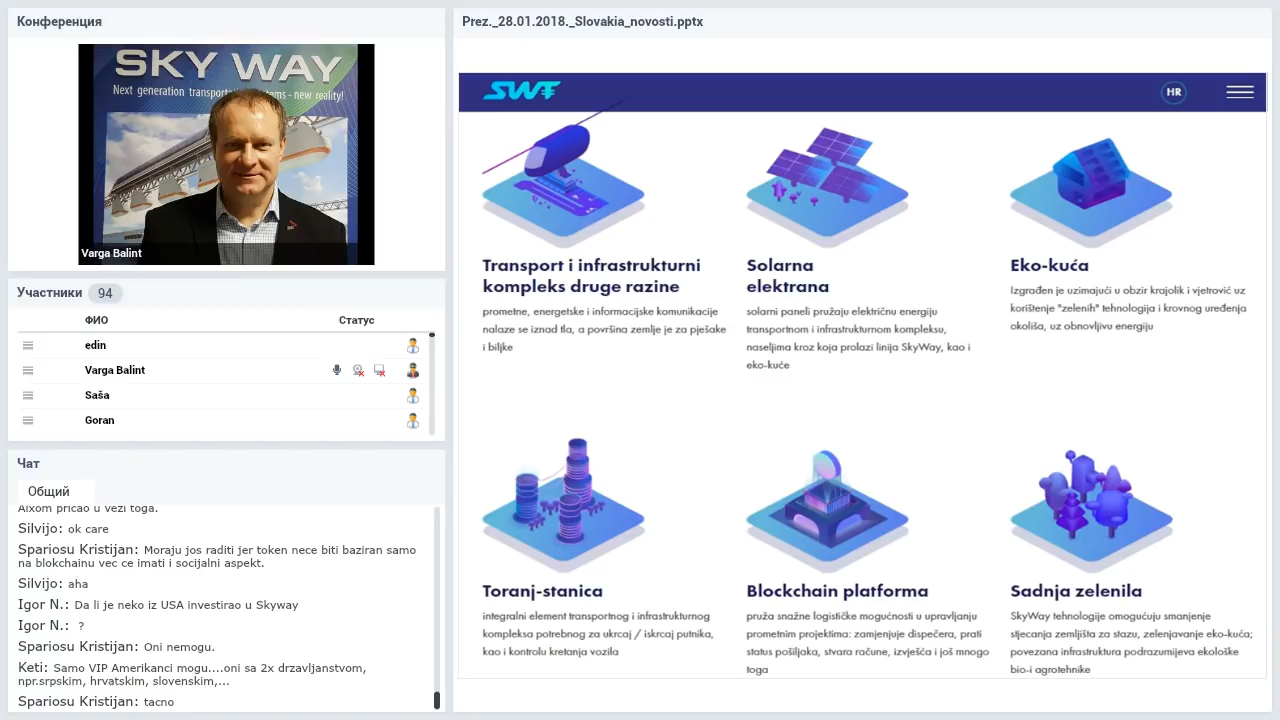 Конференция
SKY WAY
Next generation
new reality!
Varga Balint
Участники 94
ФИО Статус
edin
Varga Balint
Saša
Goran
Чат
Общий
Aixom pricao u vezi toga.
Silvijo: ok care
Spariosu Kristijan: Moraju jos raditi jer token nece biti baziran samo
na blokchainu vec ce imati i socijalni aspekt.
Silvijo: aha
Igor N.: Da li je neko iz USA investirao u Skyway
Igor N.: ?
Spariosu Kristijan: Oni nemogu.
Keti: Samo VIP Amerikanci mogu....oni sa 2x drzavljanstvom,
npr.srpskim, hrvatskim, slovenskim,...
Spariosu Kristijan: tacno
Prez._28.01.2018._Slovakia_novosti.pptx
SWT
HR
Transport i infrastrukturni
kompleks druge razine
prometne, energetske i informacijske komunikacije
nalaze se iznad tla, a površina zemlje je za pješake
i biljke
Solarna
elektrana
solarni paneli pružaju električnu energiju
transportnom i infrastrukturnom kompleksu,
naseljima kroz koja prolazi linija SkyWay, kao i
eko-kuće
Eko-kuća
Izgrađen je uzimajući u obzir krajolik i vjetrović uz
korištenje "zelenih" tehnologija i krovnog uređenja
okoliša, uz obnovljivu energiju
Toranj-stanica
integralni element transportnog i infrastrukturnog
kompleksa potrebnog za ukrcaj / iskrcaj putnika,
kao i kontrolu kretanja vozila
Blockchain platforma
pruža snažne logističke mogućnosti u upravljanju
prometnim projektima: zamjenjuje dispečera, prati
status pošiljaka, stvara račune, izvješća i još mnogo
toga
Sadnja zelenila
SkyWay tehnologije omogućuju smanjenje
stjecanja zemljišta za stazu, zelenjavanje eko-kuća;
povezana infrastruktura podrazumijeva ekološke
bio-i agrotehnike